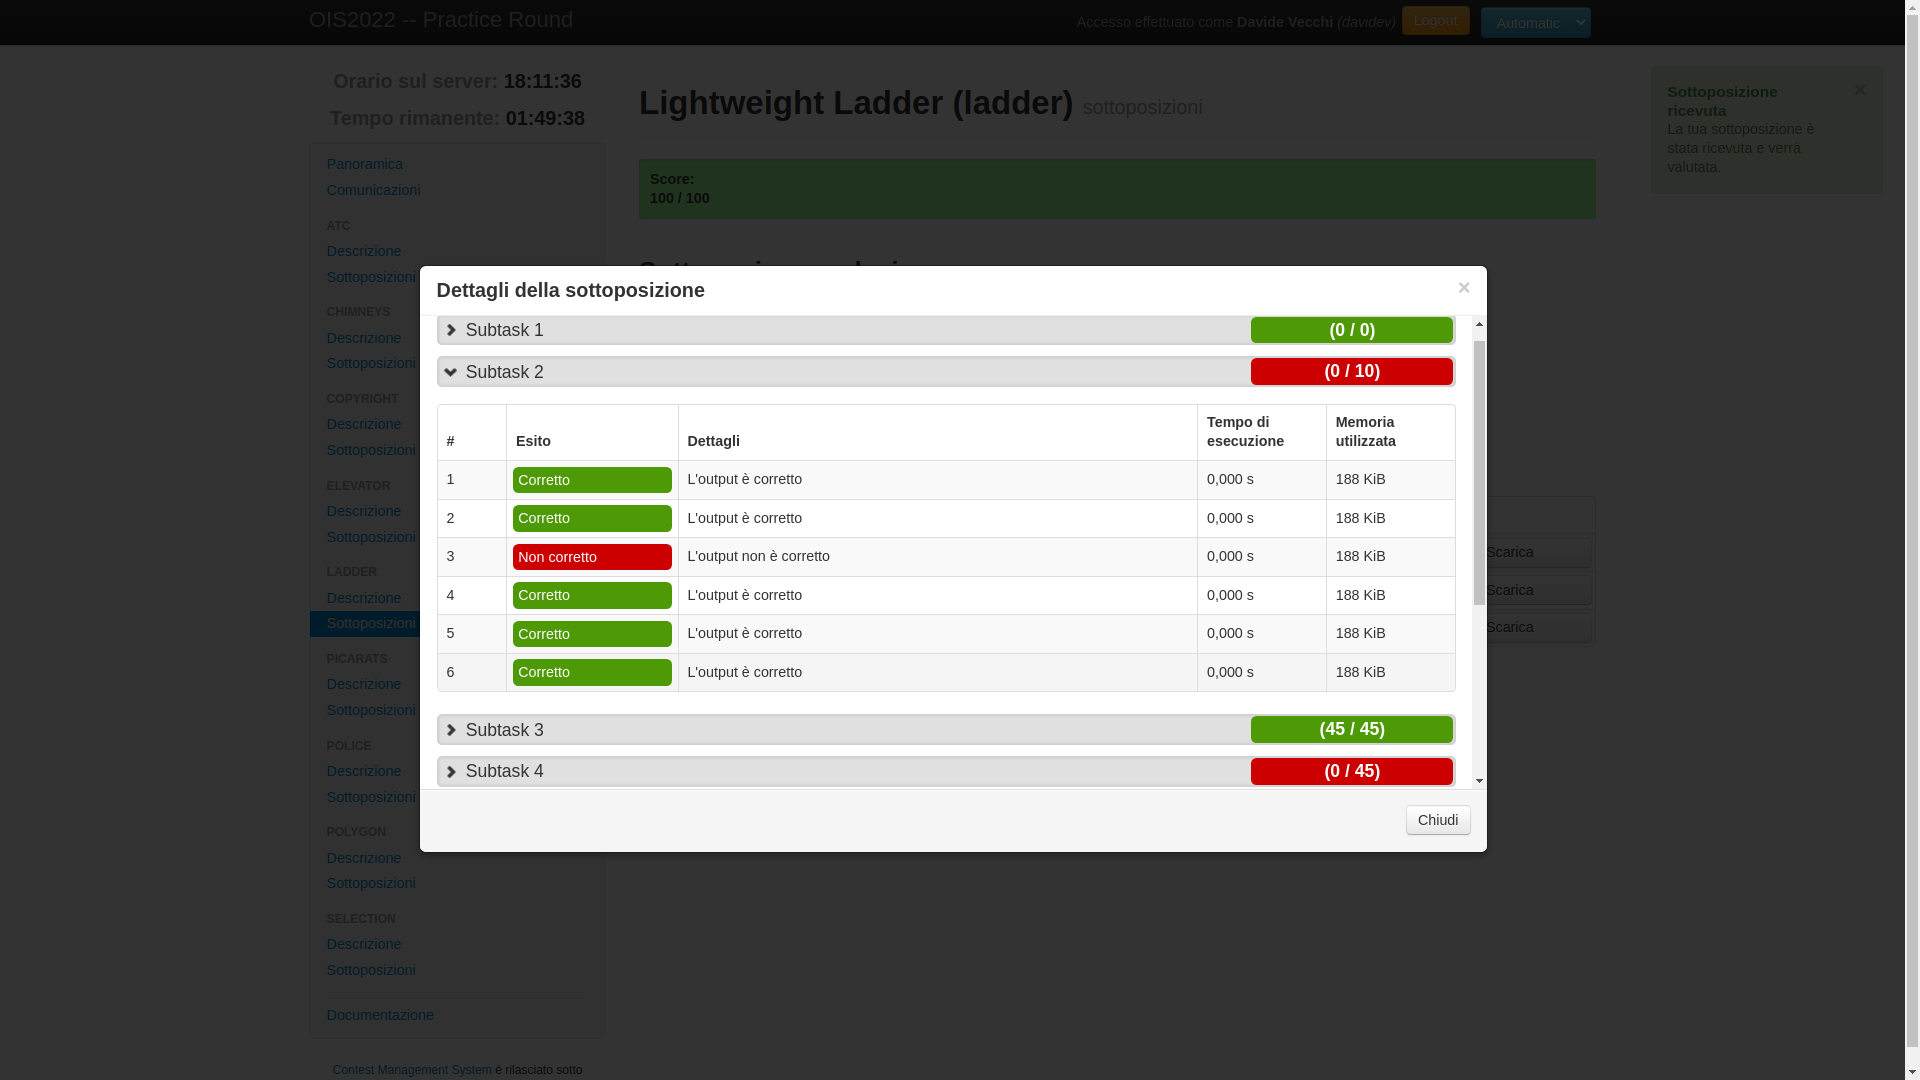 OIS2022 -- Practice Round
Accesso effettuato come Davide Vecchi (davidev) Logout Automatic
Orario sul server: 18:11:36
Tempo rimanente: 01:49:38
Panoramica
Comunicazioni
ATC
Descrizione
Sottoposizioni
CHIMNEYS
Descrizione
Sottoposizioni
COPYRIGHT
Descrizione
Sottoposizioni
ELEVATOR
Descrizione
Sottoposizioni
LADDER
Descrizione
Sottoposizioni
PICARATS
Descrizione
Sottoposizioni
POLICE
Descrizione
Sottoposizioni
POLYGON
Descrizione
Sottoposizioni
SELECTION
Descrizione
Sottoposizioni
Documentazione
Contest Management System è rilasciato sotto
Lightweight Ladder (ladder) sottoposizioni
Score:
100 / 100
Sottoposizione
ricevuta
×
La tua sottoposizione è
stata ricevuta e verrà
valutata.
Scarica
Scarica
Scarica
Dettagli della sottoposizione ×
Subtask 1 (0 / 0)
Subtask 2 (0 / 10)
# Esito Dettagli Tempo di esecuzione Memoria utilizzata
1 Corretto L'output è corretto 0,000 s 188 KiB
2 Corretto L'output è corretto 0,000 s 188 KiB
3 Non corretto L'output non è corretto 0,000 s 188 KiB
4 Corretto L'output è corretto 0,000 s 188 KiB
5 Corretto L'output è corretto 0,000 s 188 KiB
6 Corretto L'output è corretto 0,000 s 188 KiB
Subtask 3 (45 / 45)
Subtask 4 (0 / 45)
Chiudi